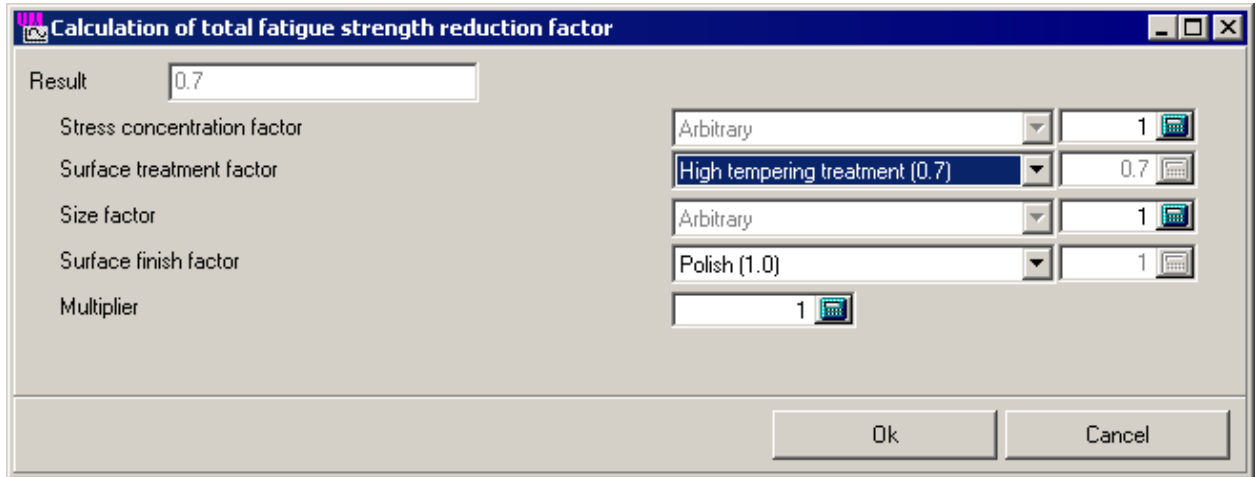 Calculation of total fatigue strength reduction factor
Result 0.7
Stress concentration factor Arbitrary 1
Surface treatment factor High tempering treatment (0.7) 0.7
Size factor Arbitrary 1
Surface finish factor Polish (1.0) 1
Multiplier 1
Ok Cancel